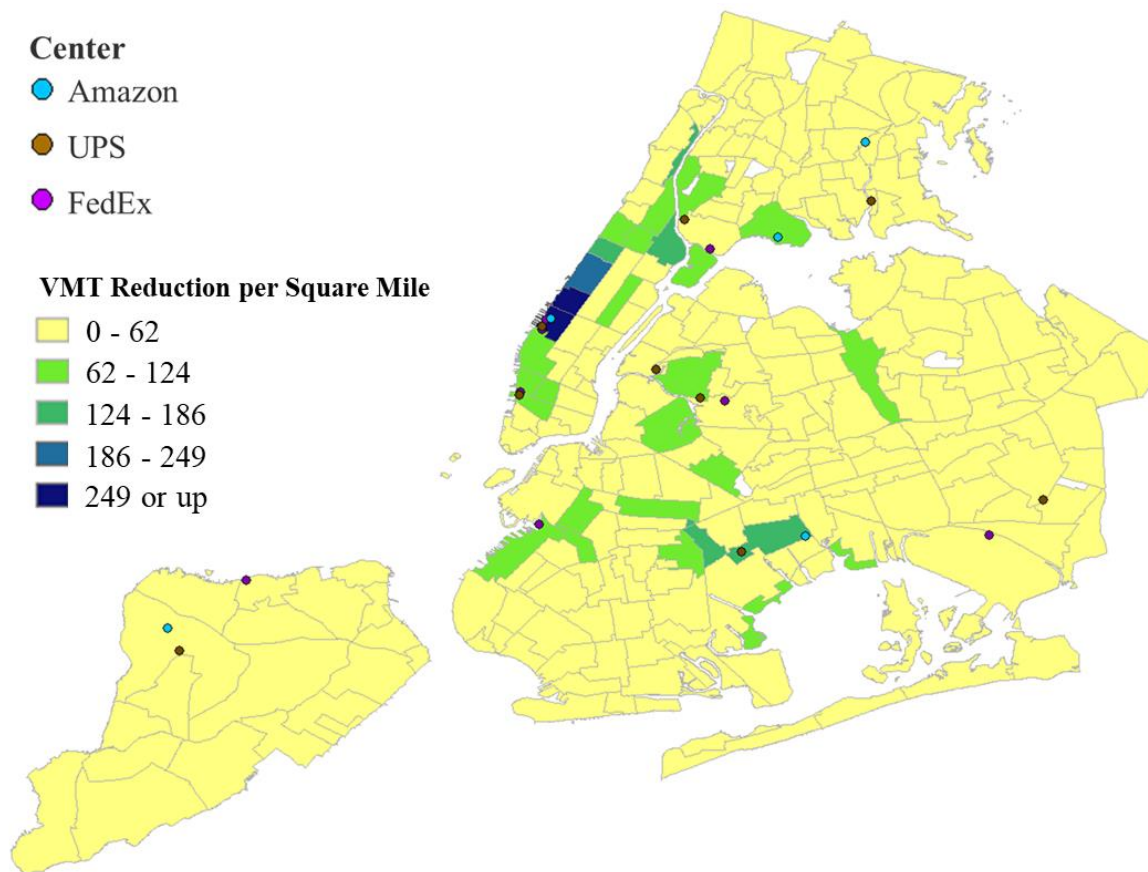 Center
Amazon
UPS
FedEx
VMT Reduction per Square Mile
0 - 62
62 - 124
124 - 186
186 - 249
249 or up